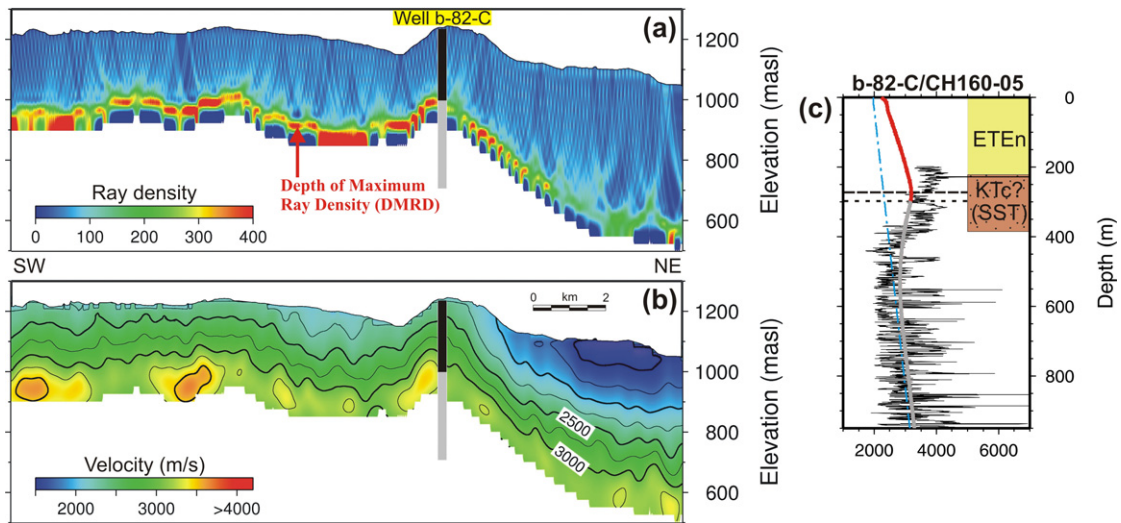 Well b-82-C
(a)
1200
1000
800
600
Elevation (masl)
Depth of Maximum
Ray Density (DMRD)
Ray density
0 100 200 300 400
SW
NE
(b)
0 km 2
1200
1000
800
600
Elevation (masl)
2500
3000
Velocity (m/s)
2000 3000 >4000
b-82-C/CH160-05
(c)
0
200
400
600
800
Depth (m)
ETEn
KTc?
(SST)
2000 4000 6000